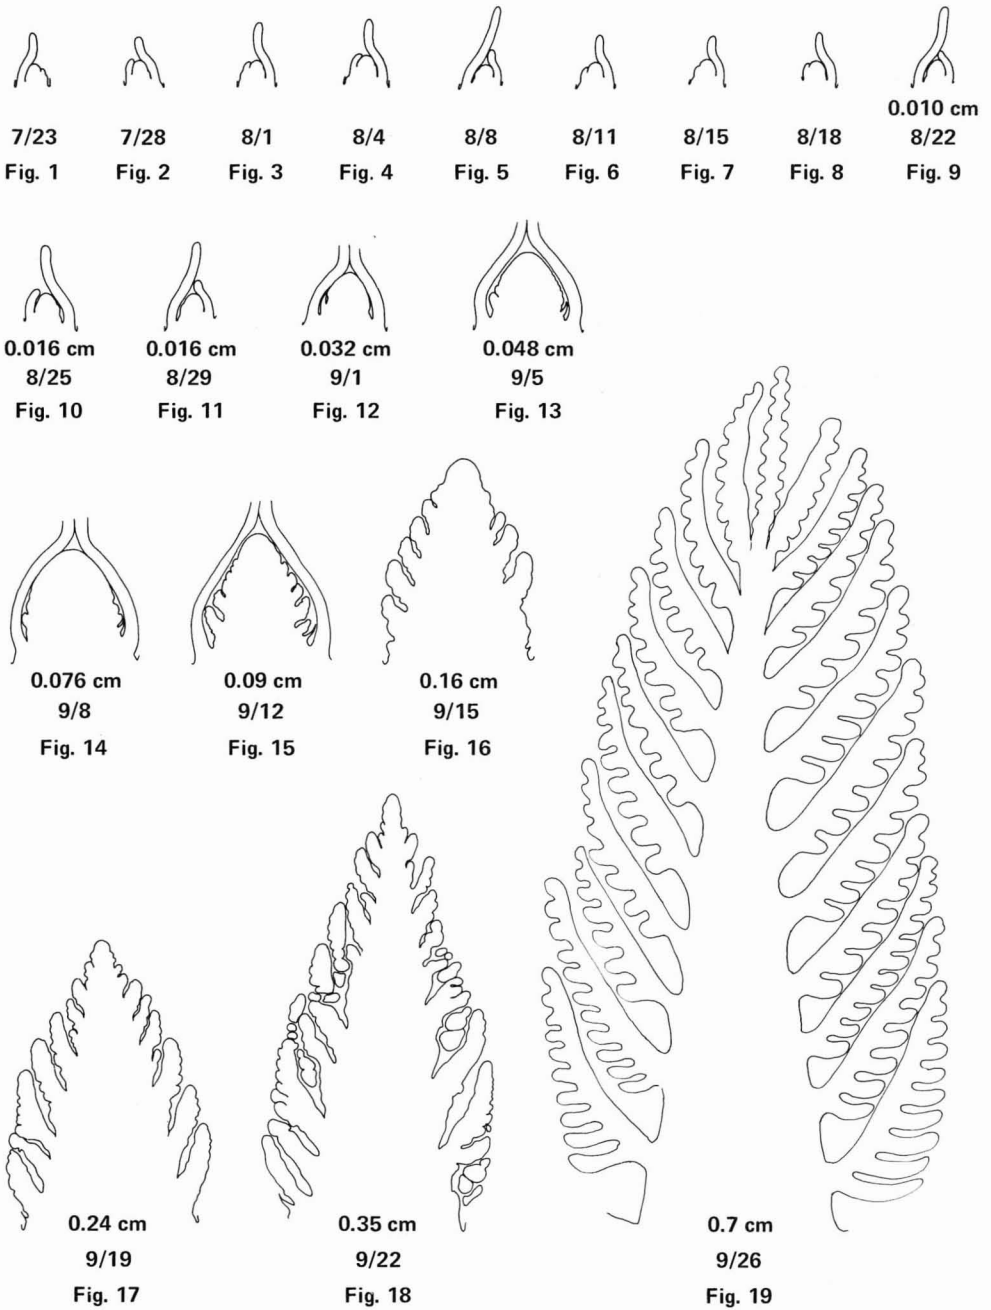 0.010 cm
7/23 7/28 8/1 8/4 8/8 8/11 8/15 8/18 8/22
Fig. 1 Fig. 2 Fig. 3 Fig. 4 Fig. 5 Fig. 6 Fig. 7 Fig. 8 Fig. 9
0.016 cm 0.016 cm 0.032 cm 0.048 cm
8/25 8/29 9/1 9/5
Fig. 10 Fig. 11 Fig. 12 Fig. 13
0.076 cm 0.09 cm 0.16 cm
9/8 9/12 9/15
Fig. 14 Fig. 15 Fig. 16
0.24 cm 0.35 cm 0.7 cm
9/19 9/22 9/26
Fig. 17 Fig. 18 Fig. 19